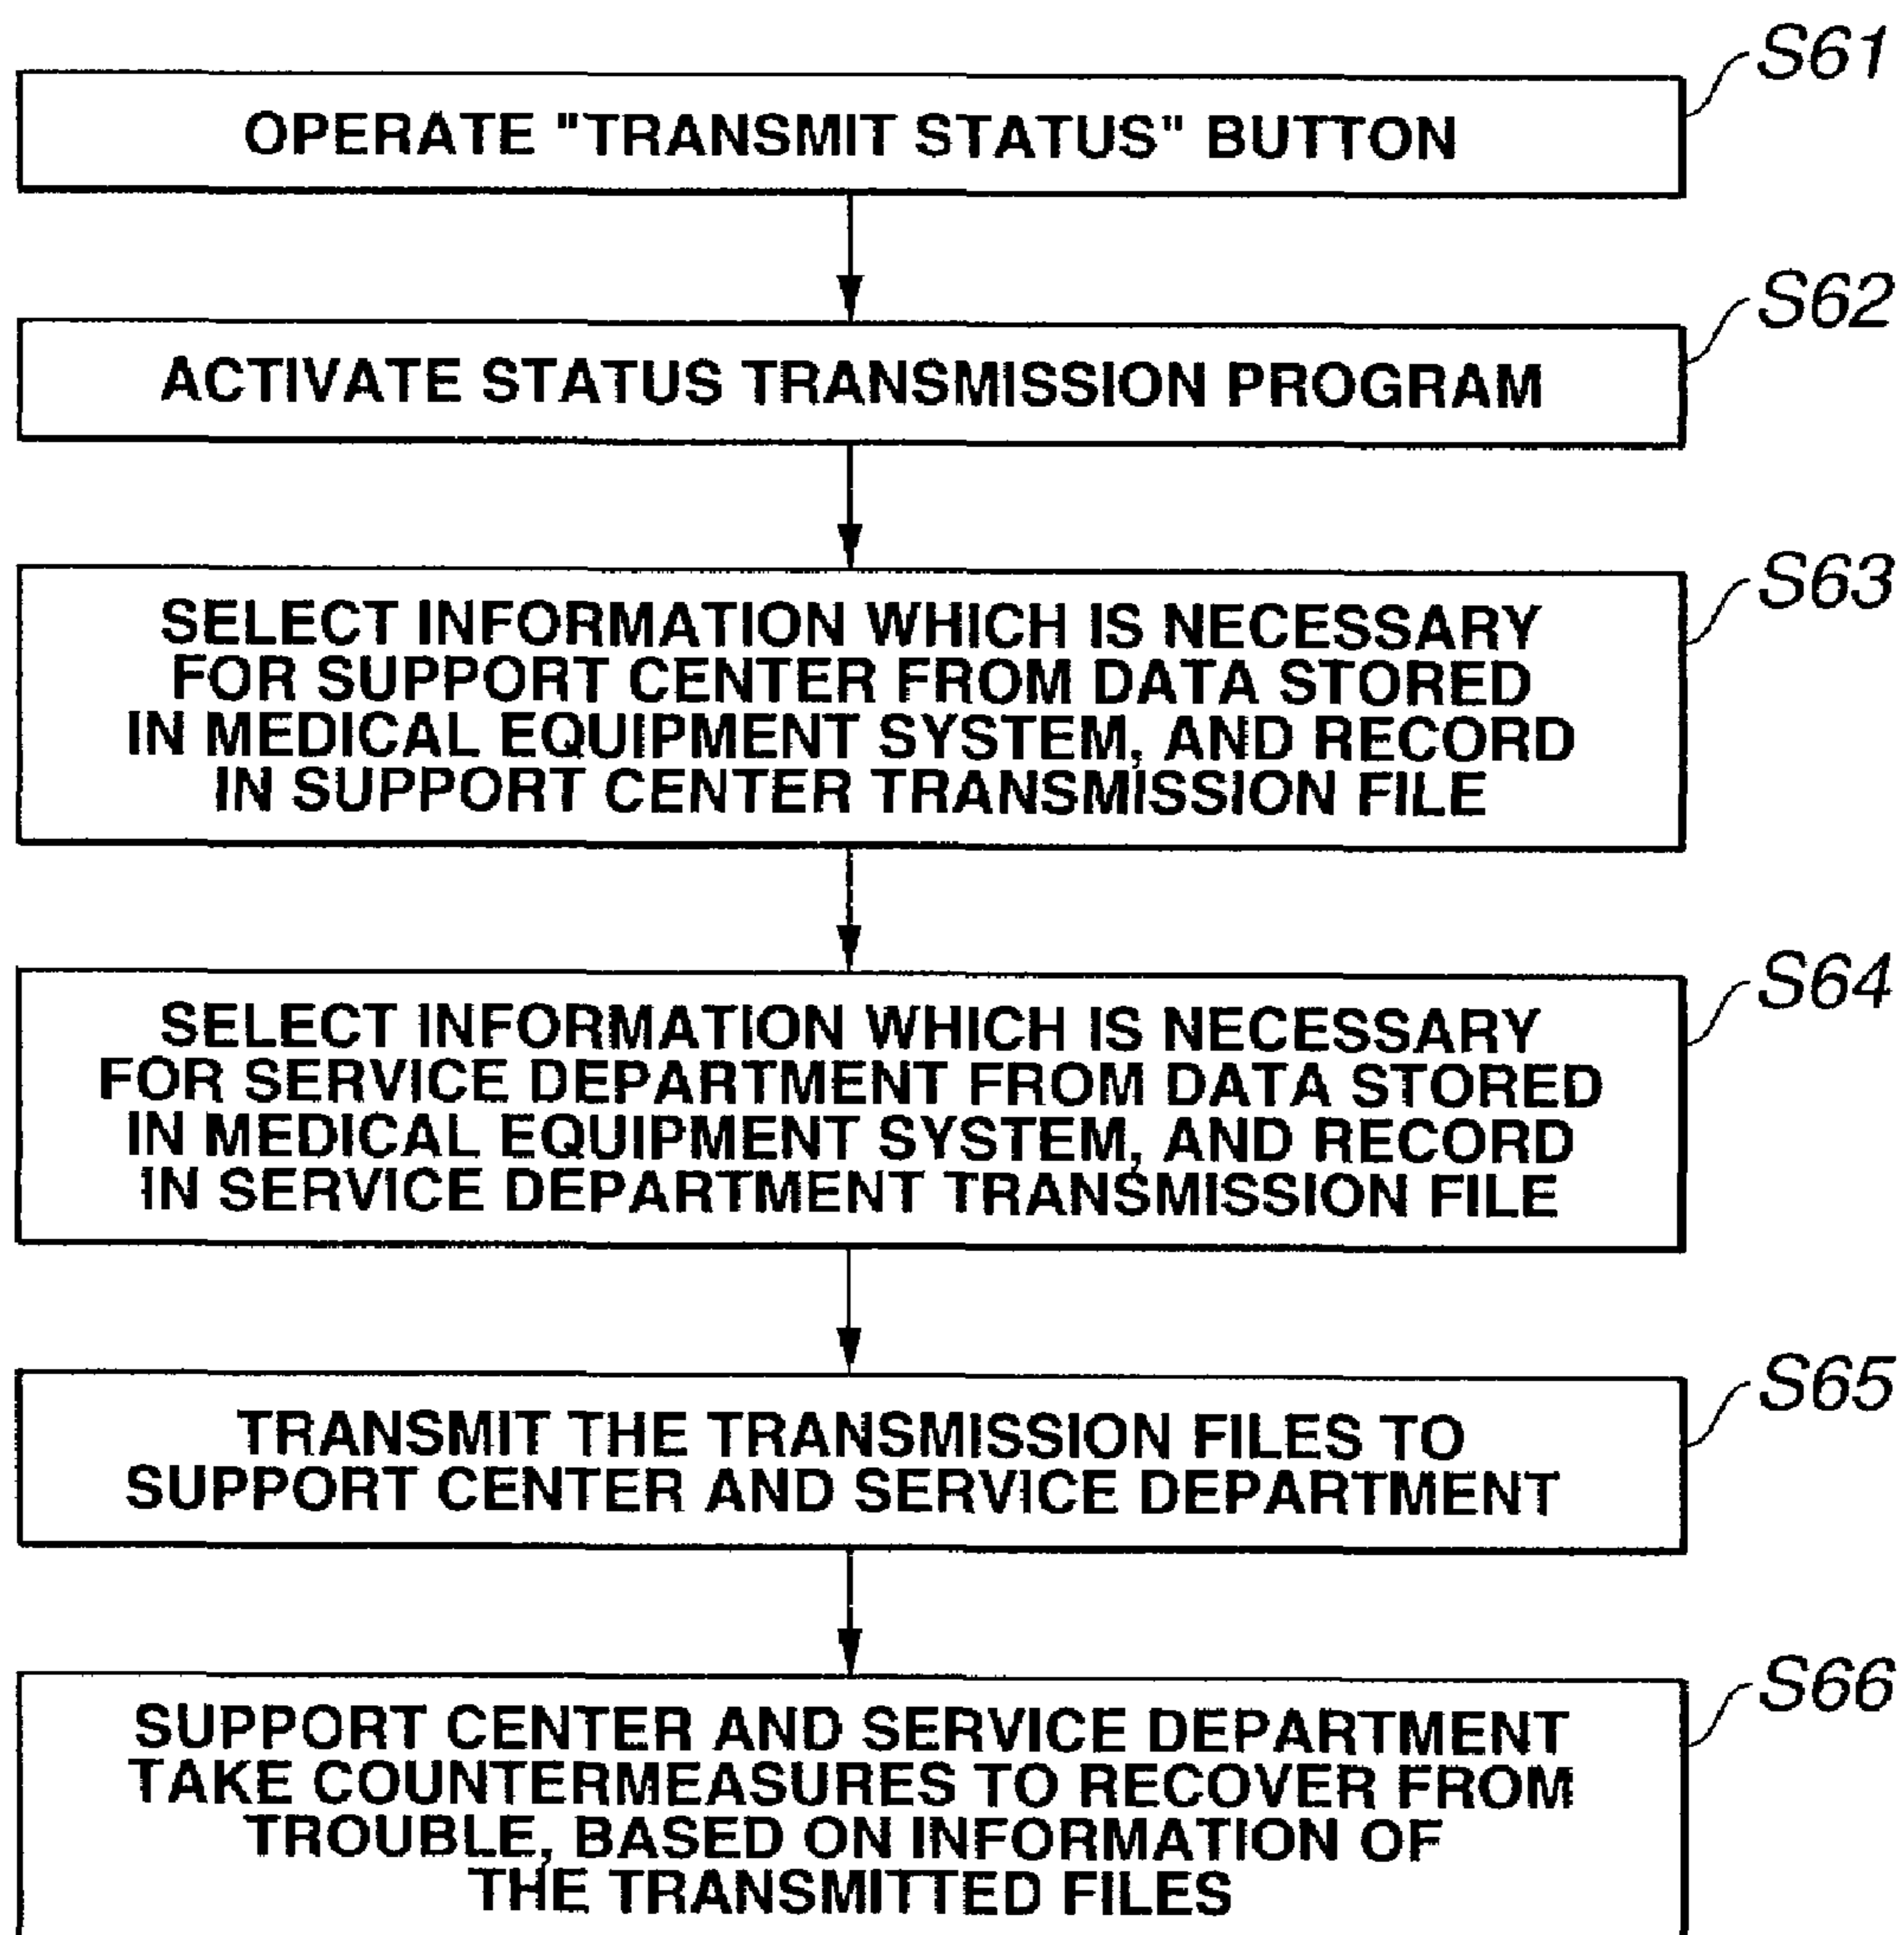 S61
OPERATE "TRANSMIT STATUS" BUTTON
S62
ACTIVATE STATUS TRANSMISSION PROGRAM
S63
SELECT INFORMATION WHICH IS NECESSARY
FOR SUPPORT CENTER FROM DATA STORED
IN MEDICAL EQUIPMENT SYSTEM, AND RECORD
IN SUPPORT CENTER TRANSMISSION FILE
S64
SELECT INFORMATION WHICH IS NECESSARY
FOR SERVICE DEPARTMENT FROM DATA STORED
IN MEDICAL EQUIPMENT SYSTEM, AND RECORD
IN SERVICE DEPARTMENT TRANSMISSION FILE
S65
TRANSMIT THE TRANSMISSION FILES TO
SUPPORT CENTER AND SERVICE DEPARTMENT
S66
SUPPORT CENTER AND SERVICE DEPARTMENT
TAKE COUNTERMEASURES TO RECOVER FROM
TROUBLE, BASED ON INFORMATION OF
THE TRANSMITTED FILES